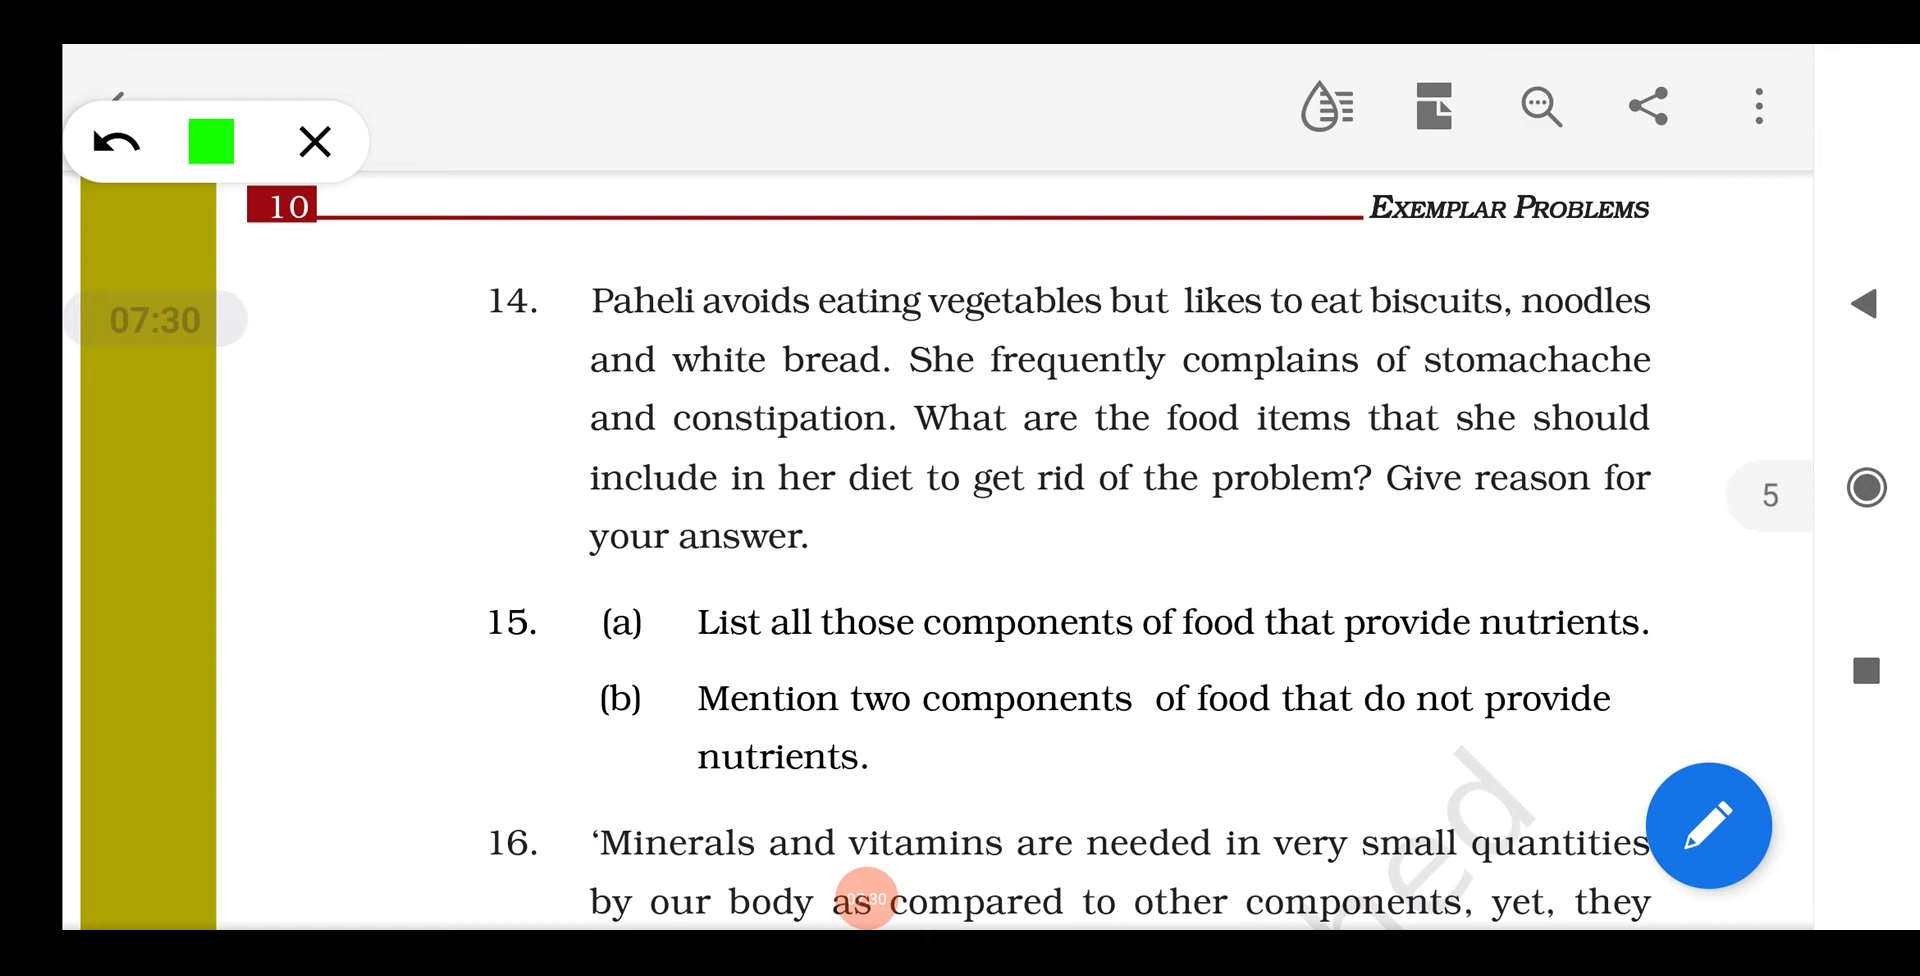 10
EXEMPLAR PROBLEMS
07:30
14. Paheli avoids eating vegetables but likes to eat biscuits, noodles
and white bread. She frequently complains of stomachache
and constipation. What are the food items that she should
include in her diet to get rid of the problem? Give reason for
your answer.
5
15. (a) List all those components of food that provide nutrients.
(b) Mention two components of food that do not provide
nutrients.
16. ‘Minerals and vitamins are needed in very small quantities
by our body as compared to other components, yet, they
07:30